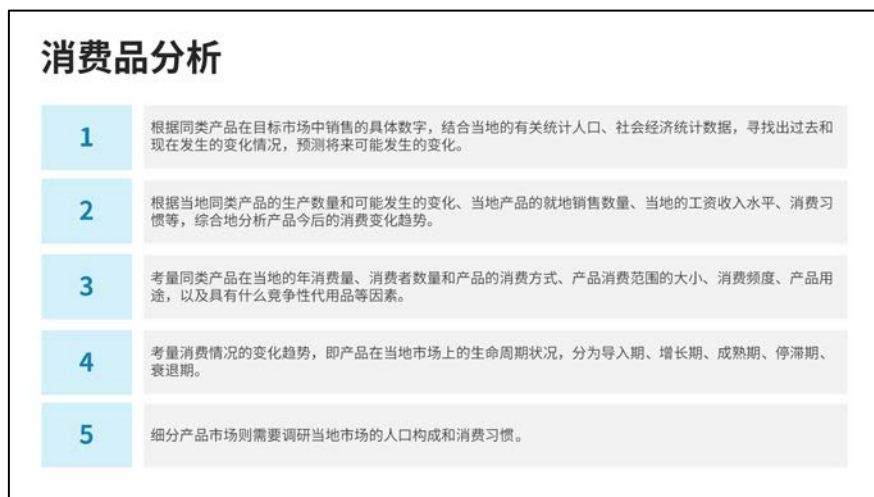 消费品分析
1
根据同类产品在目标市场中销售的具体数字，结合当地的有关统计人口、社会经济统计数据，寻找出过去和
现在发生的变化情况，预测将来可能发生的变化。
2
根据当地同类产品的生产数量和可能发生的变化、当地产品的就地销售数量、当地的工资收入水平、消费习
惯等，综合地分析产品今后的消费变化趋势。
3
考量同类产品在当地的年消费量、消费者数量和产品的消费方式、产品消费范围的大小、消费频度、产品用
途，以及具有什么竞争性代用品等因素。
4
考量消费情况的变化趋势，即产品在当地市场上的生命周期状况，分为导入期、增长期、成熟期、停滞期、
衰退期。
5
细分产品市场则需要调研当地市场的人口构成和消费习惯。